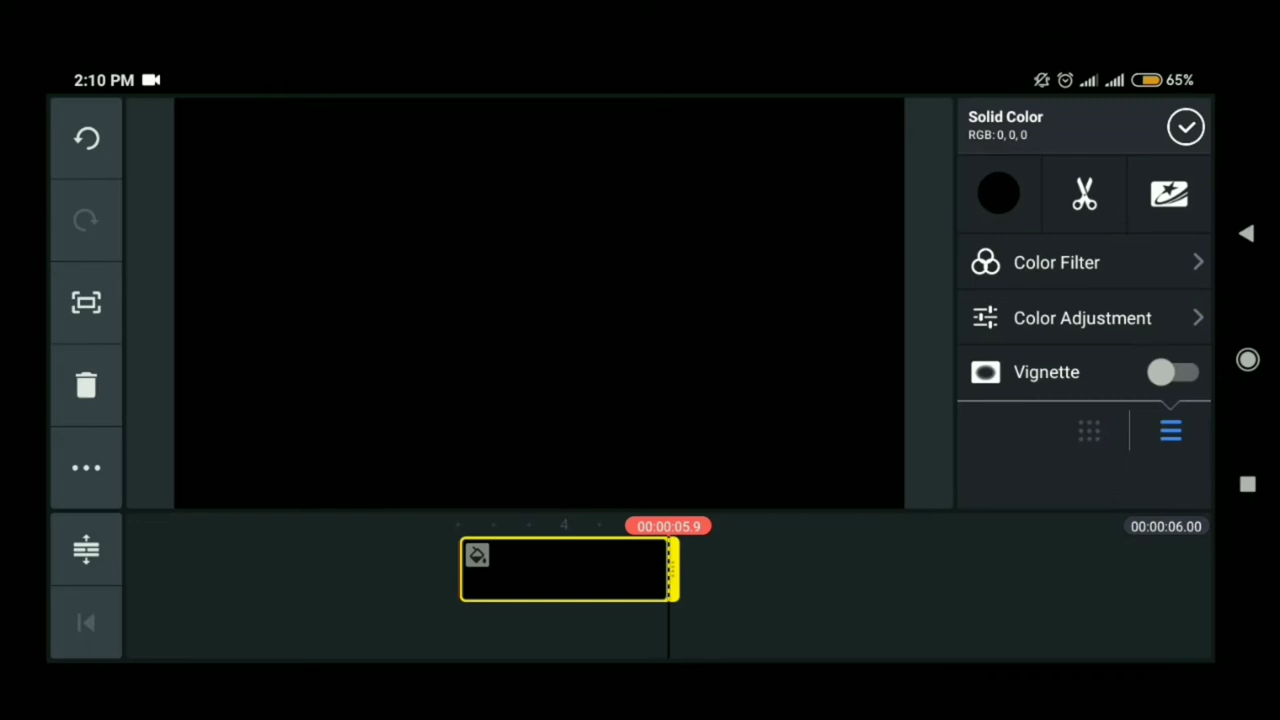 2:10 PM
65%
Solid Color
RGB: 0, 0, 0
Color Filter
Color Adjustment
Vignette
4
00:00:05.9
00:00:06.00